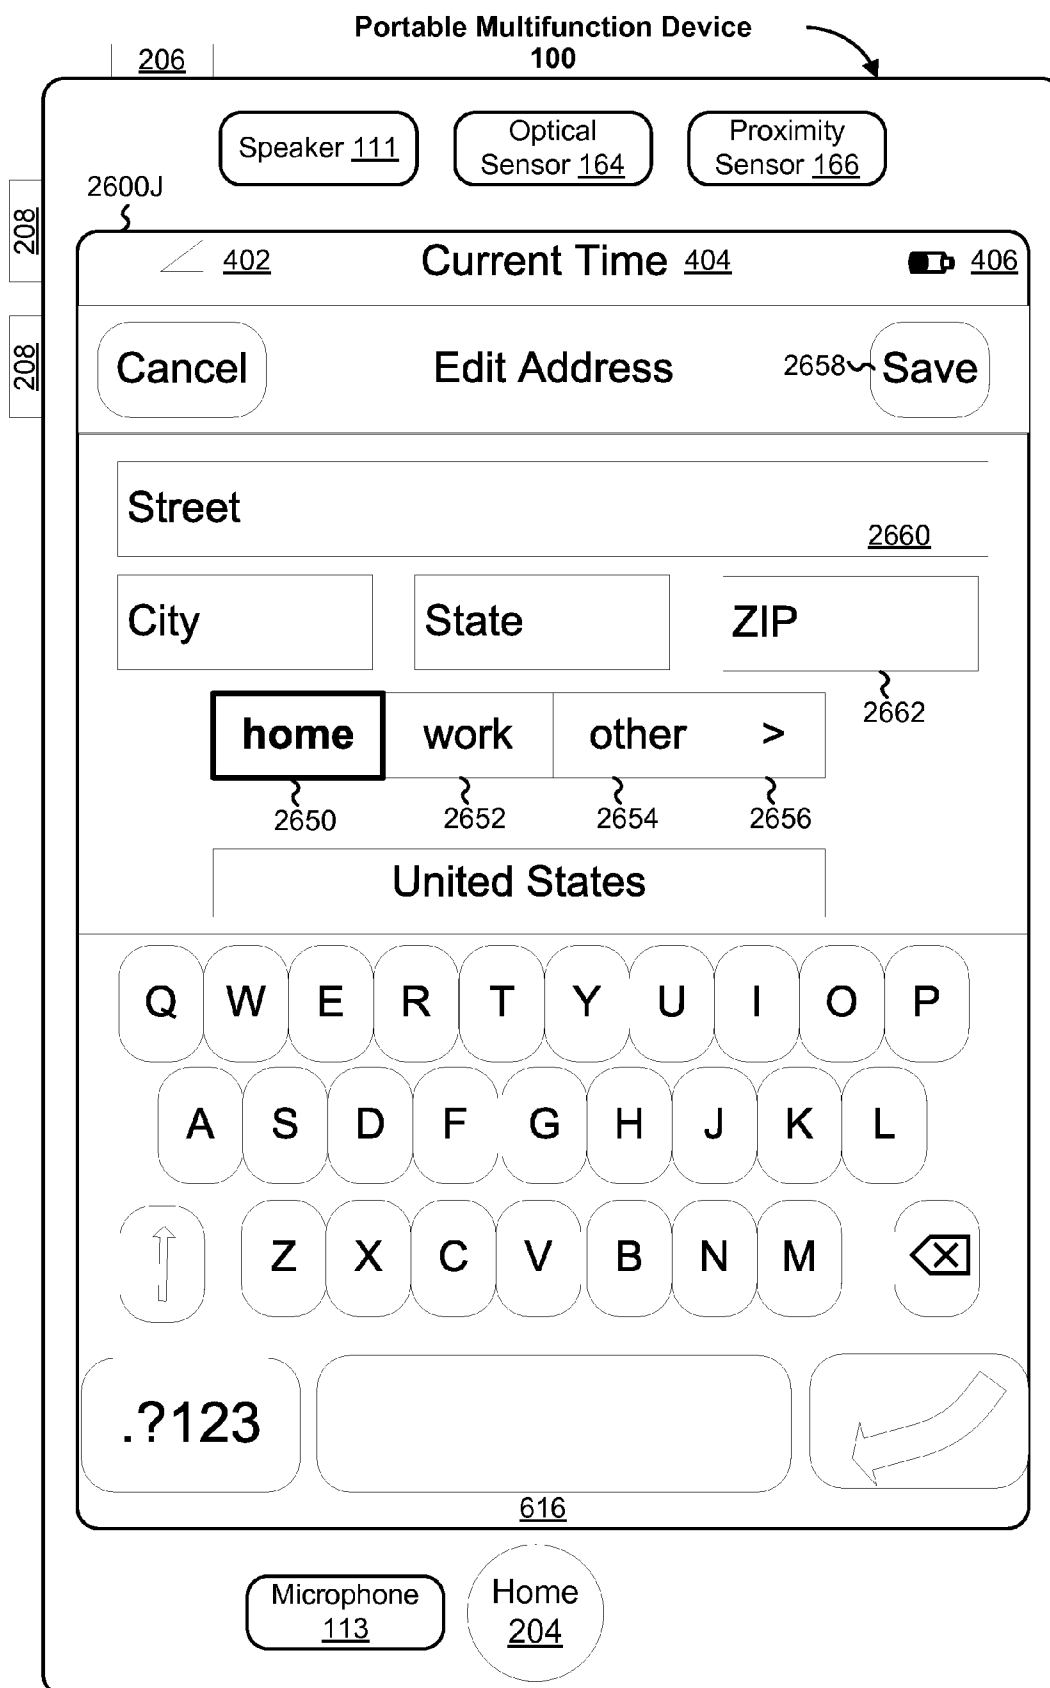 Portable Multifunction Device
100
206
Speaker 111
Optical
Sensor 164
Proximity
Sensor 166
2600J
208
402
Current Time 404
406
208
Cancel
Edit Address
2658
Save
Street
2660
City
State
ZIP
2662
home
work
other
>
2650
2652
2654
2656
United States
Q W E R T Y U I O P
A S D F G H J K L
Z X C V B N M
.?123
616
Microphone
113
Home
204